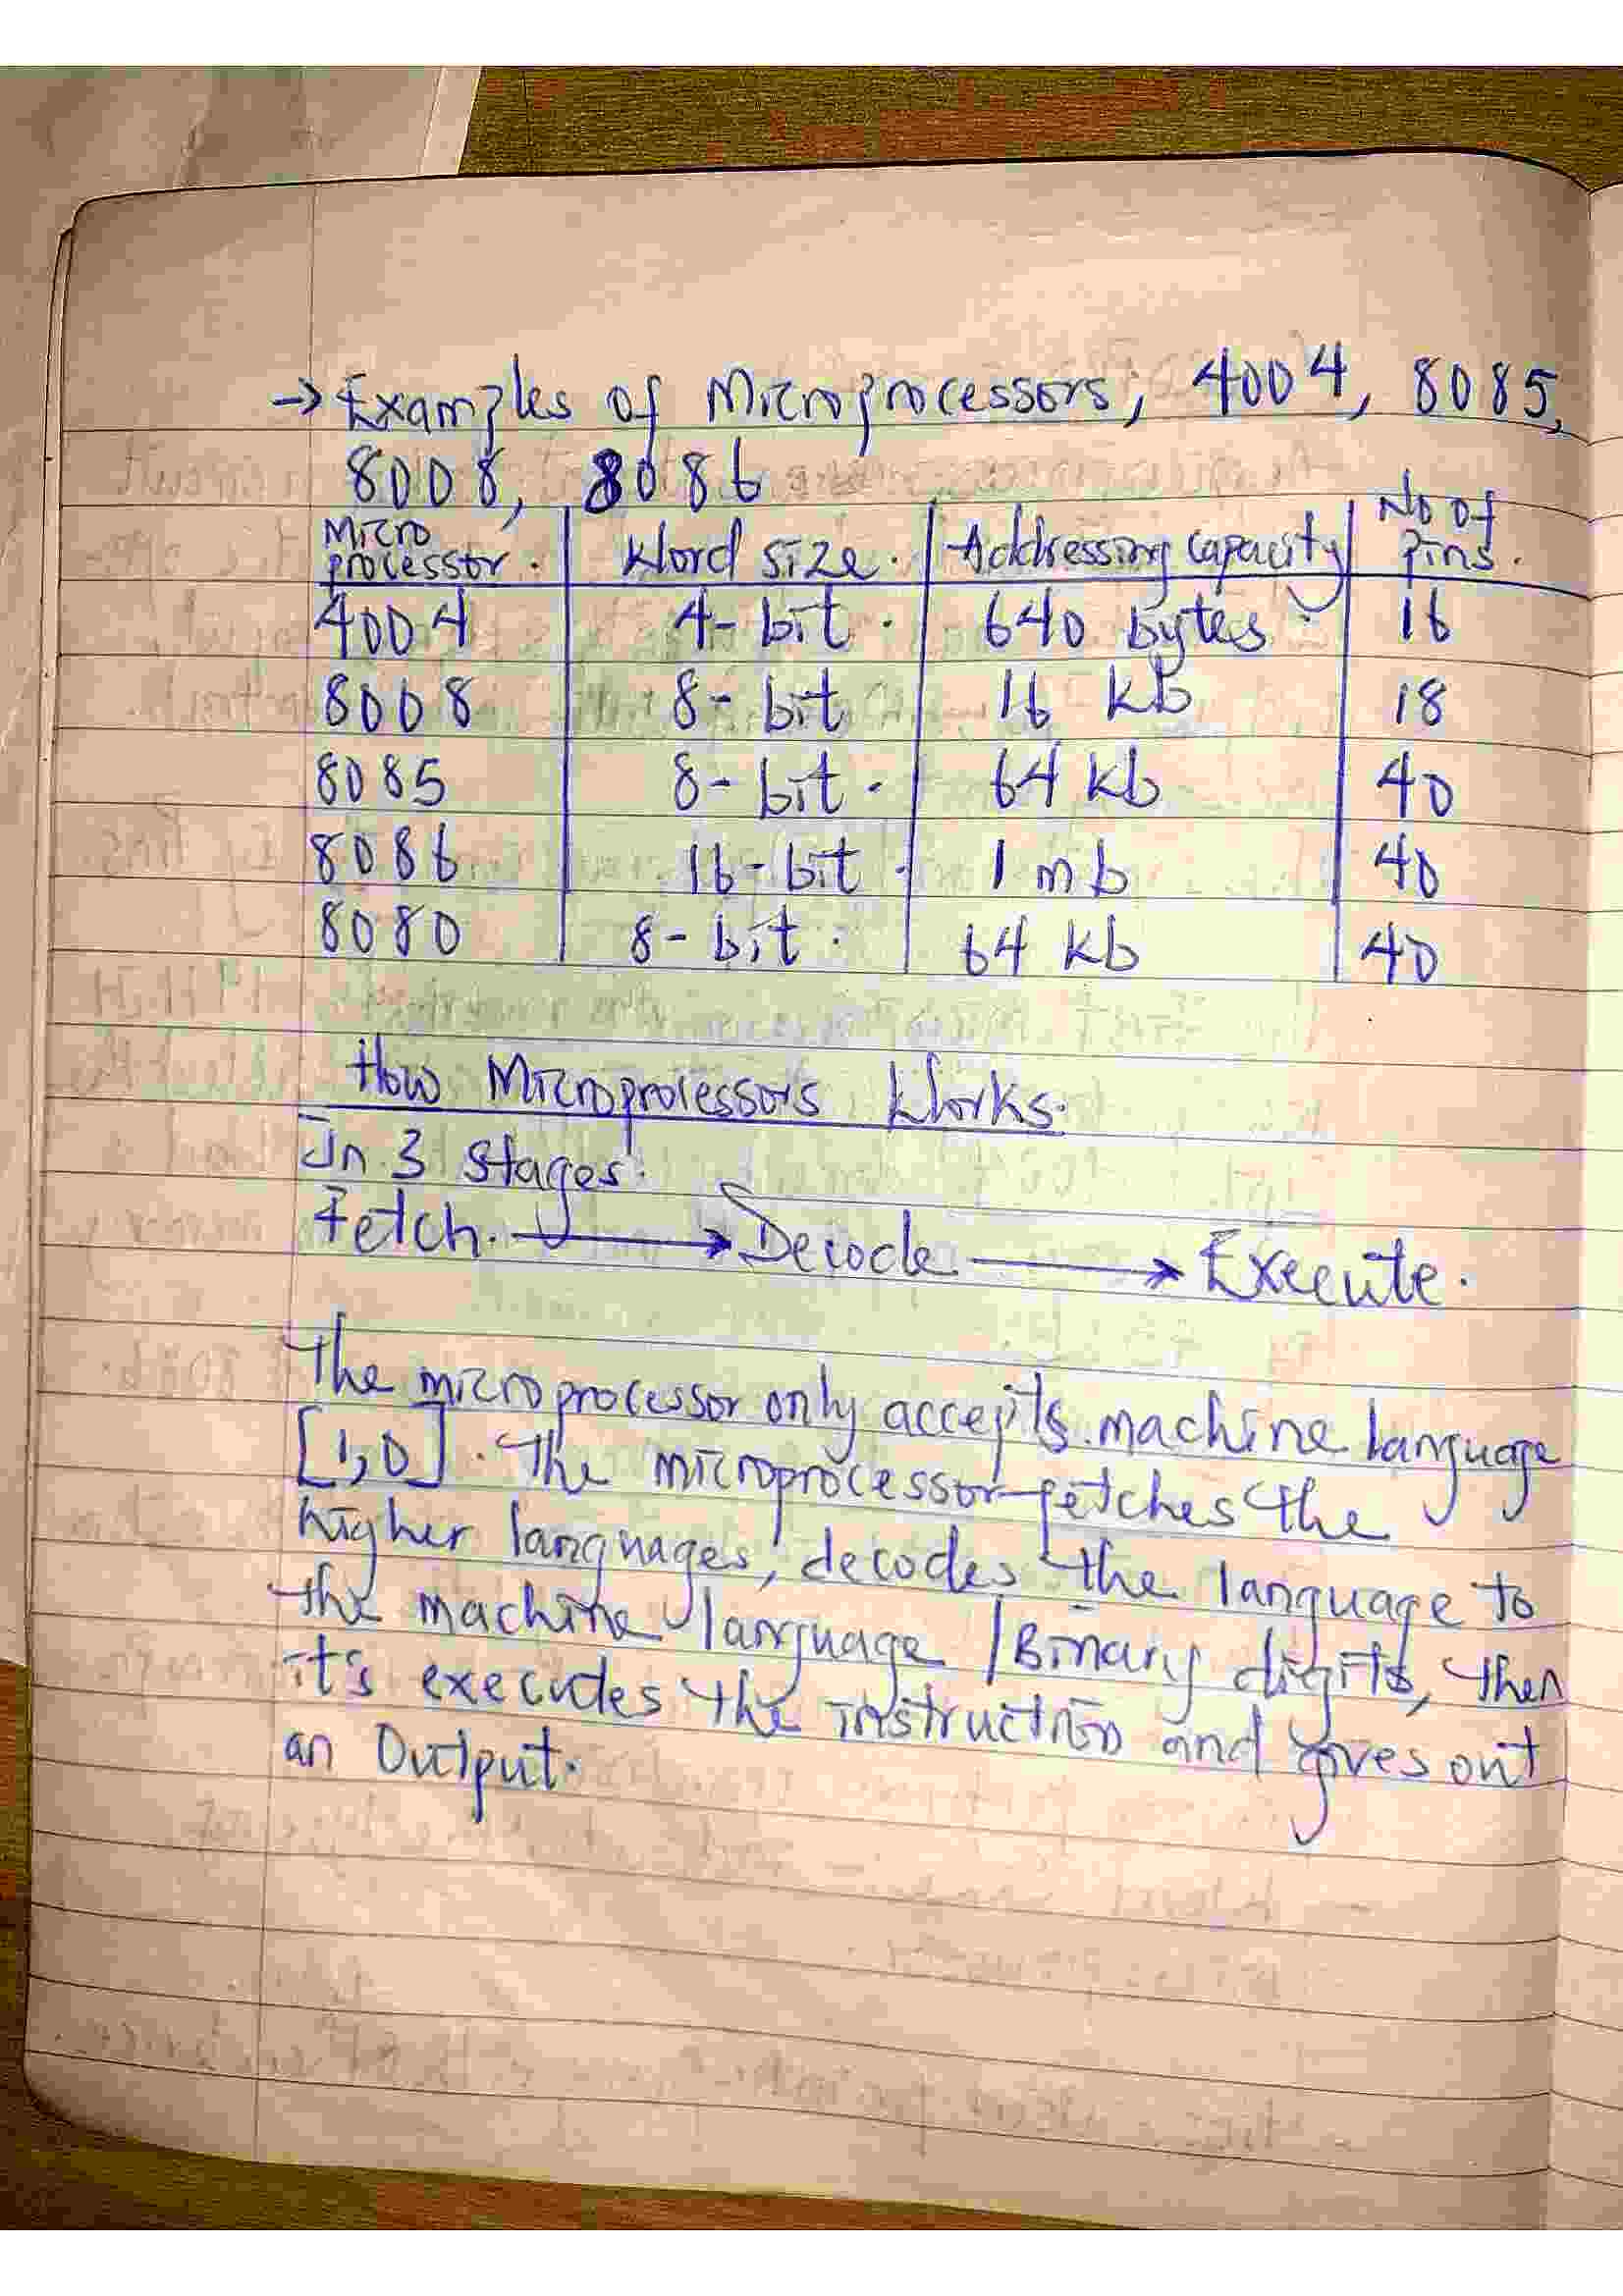 → Examples of Microprocessors; 4004, 8085,
8008, 8086
Micro processor. | Word size. | Addressing capacity | No of Pins.
4004 | 4-bit. | 640 bytes | 16
8008 | 8-bit | 16 kb | 18
8085 | 8-bit. | 64 kb | 40
8086 | 16-bit. | 1 mb | 40
8080 | 8-bit. | 64 kb | 40
How Microprocessors Works.
In 3 stages.
Fetch. → Decode → Execute.
The microprocessor only accepts machine language
[1,0]. The microprocessor fetches the
higher languages, decodes the language to
the machine language / Binary digits, then
it's executes the instruction and gives out
an Output.